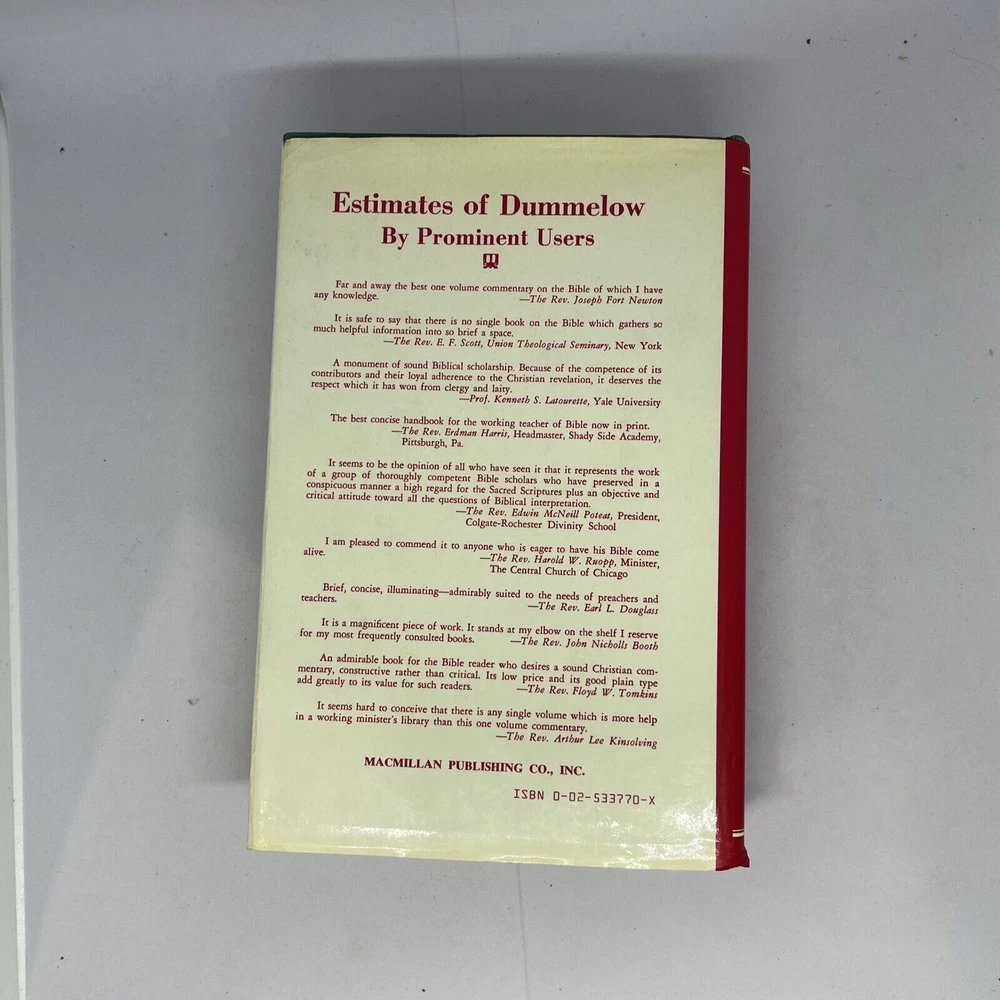 Estimates of Dummelow
By Prominent Users
Far and away the best one volume commentary on the Bible of which I have
any knowledge. —The Rev. Joseph Fort Newton
It is safe to say that there is no single book on the Bible which gathers so
much helpful information into so brief a space.
—The Rev. E. F. Scott, Union Theological Seminary, New York
A monument of sound Biblical scholarship. Because of the competence of its
contributors and their loyal adherence to the Christian revelation, it deserves the
respect which it has won from clergy and laity.
—Prof. Kenneth S. Latourette, Yale University
The best concise handbook for the working teacher of Bible now in print.
—The Rev. Erdman Harris, Headmaster, Shady Side Academy,
Pittsburgh, Pa.
It seems to be the opinion of all who have seen it that it represents the work
of a group of thoroughly competent Bible scholars who have preserved in a
conspicuous manner a high regard for the Sacred Scriptures plus an objective and
critical attitude toward all the questions of Biblical interpretation.
—The Rev. Edwin McNeill Poteat, President,
Colgate-Rochester Divinity School
I am pleased to commend it to anyone who is eager to have his Bible come
alive. —The Rev. Harold W. Ruopp, Minister,
The Central Church of Chicago
Brief, concise, illuminating—admirably suited to the needs of preachers and
teachers. —The Rev. Earl L. Douglass
It is a magnificent piece of work. It stands at my elbow on the shelf I reserve
for my most frequently consulted books. —The Rev. John Nicholls Booth
An admirable book for the Bible reader who desires a sound Christian com-
mentary, constructive rather than critical. Its low price and its good plain type
add greatly to its value for such readers. —The Rev. Floyd W. Tomkins
It seems hard to conceive that there is any single volume which is more help
in a working minister's library than this one volume commentary.
—The Rev. Arthur Lee Kinsolving
MACMILLAN PUBLISHING CO., INC.
ISBN 0-02-533770-X